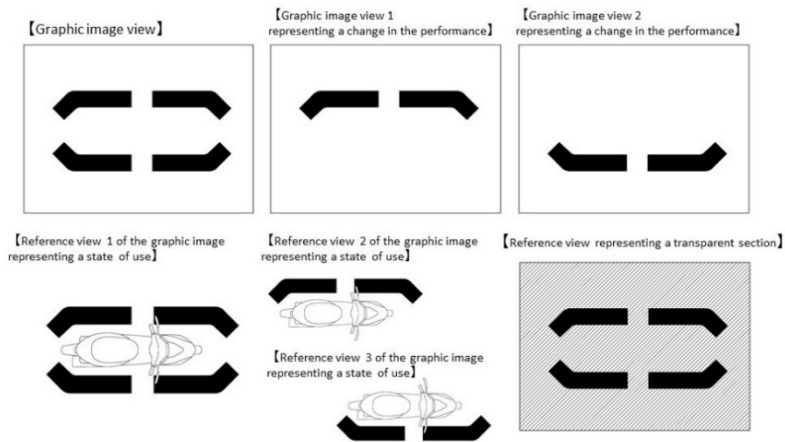 【Graphic image view】
【Graphic image view 1
representing a change in the performance】
【Graphic image view 2
representing a change in the performance】
【Reference view 1 of the graphic image
representing a state of use】
【Reference view 2 of the graphic image
representing a state of use】
【Reference view 3 of the graphic image
representing a state of use】
【Reference view representing a transparent section】